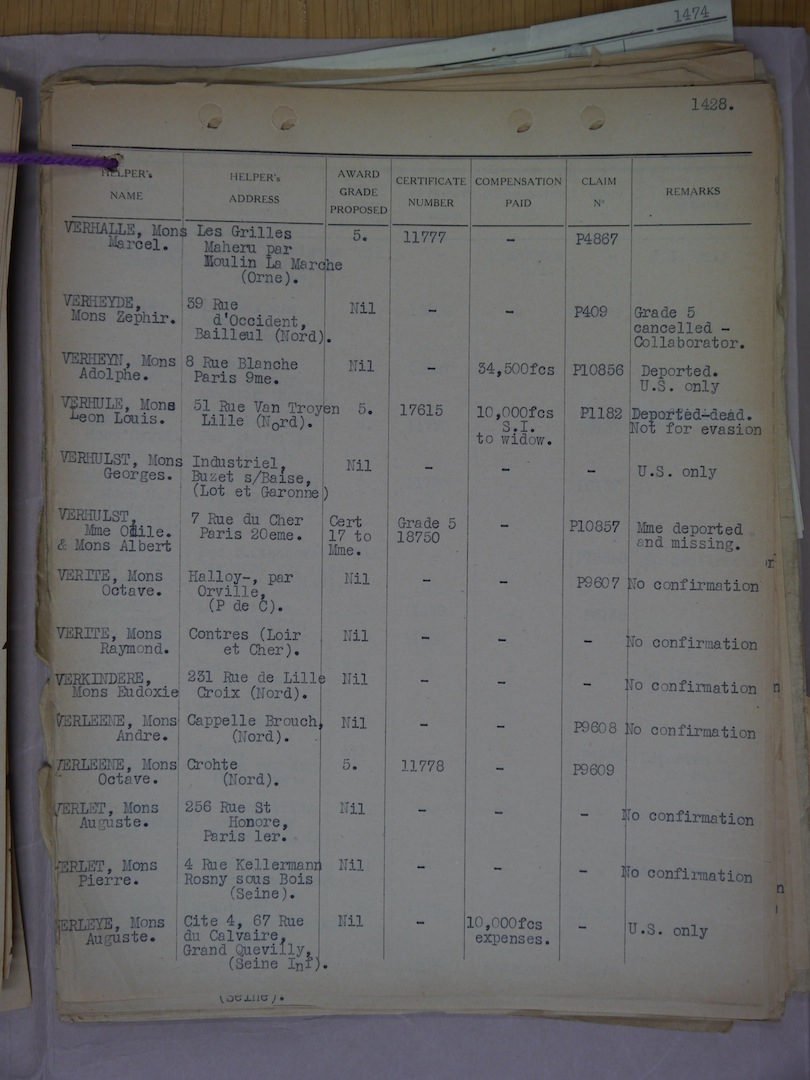 1474
1428.
HELPER's NAME | HELPER's ADDRESS | AWARD GRADE PROPOSED | CERTIFICATE NUMBER | COMPENSATION PAID | CLAIM N° | REMARKS
VERHALLE, Mons Les Grilles 5. 11777 - P4867
Marcel. Maheru par
Moulin La Marche
(Orne).
VERHEYDE, 39 Rue Nil - - P409 Grade 5
Mons Zephir. d'Occident, cancelled -
Bailleul (Nord). Collaborator.
VERHEYN, Mons 8 Rue Blanche Nil - 34,500fcs P10856 Deported.
Adolphe. Paris 9me. U.S. only
VERHULE, Mons 51 Rue Van Troyen 5. 17615 10,000fcs P1182 Deported-dead.
Leon Louis. Lille (Nord). S.I. Not for evasion
to widow.
VERHULST, Mons Industriel, Nil - - - U.S. only
Georges. Buzet s/Baise,
(Lot et Garonne)
VERHULST, 7 Rue du Cher Cert Grade 5 - P10857 Mme deported
Mme Odile. Paris 20eme. 17 to 18750 and missing.
& Mons Albert Mme.
VERITE, Mons Halloy-, par Nil - - P9607 No confirmation
Octave. Orville,
(P de C).
VERITE, Mons Contres (Loir Nil - - - No confirmation
Raymond. et Cher).
VERKINDERE, 231 Rue de Lille Nil - - - No confirmation
Mons Eudoxie Croix (Nord).
VERLEENE, Mons Cappelle Brouch, Nil - - P9608 No confirmation
Andre. (Nord).
VERLEENE, Mons Crohte 5. 11778 - P9609
Octave. (Nord).
VERLET, Mons 256 Rue St Nil - - - No confirmation
Auguste. Honore,
Paris 1er.
VERLET, Mons 4 Rue Kellermann Nil - - - No confirmation
Pierre. Rosny sous Bois
(Seine).
VERLEYE, Mons Cite 4, 67 Rue Nil - 10,000fcs - U.S. only
Auguste. du Calvaire, expenses.
Grand Quevilly,
(Seine Inf).
(Seine).